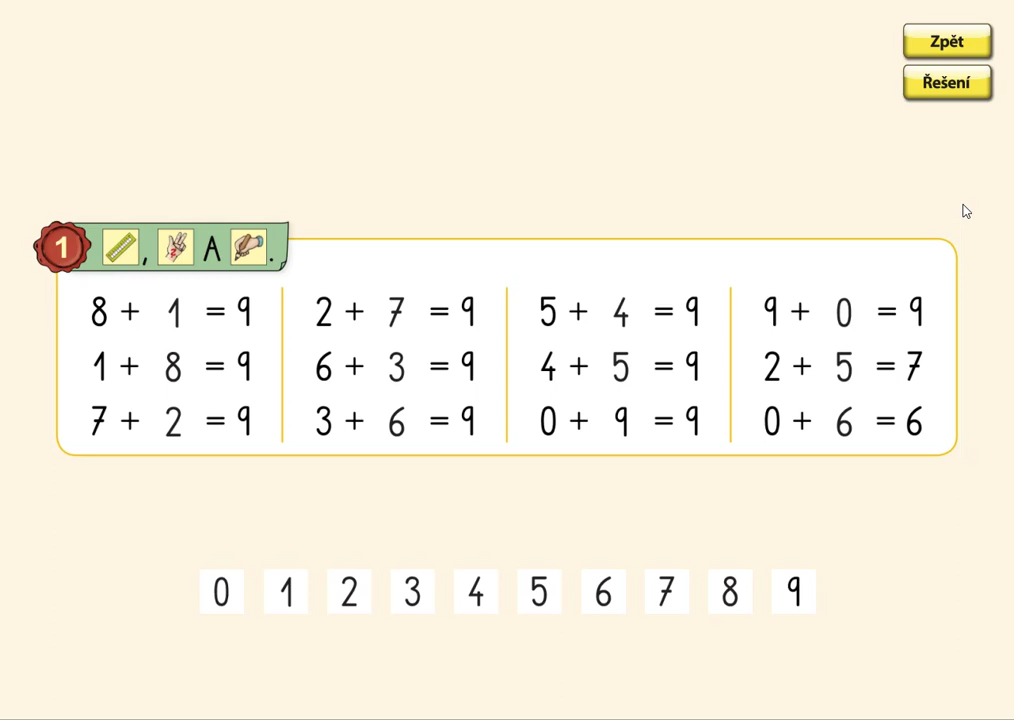 Zpět
Řešení
1 , A .
8 + 1 = 9 2 + 7 = 9 5 + 4 = 9 9 + 0 = 9
1 + 8 = 9 6 + 3 = 9 4 + 5 = 9 2 + 5 = 7
7 + 2 = 9 3 + 6 = 9 0 + 9 = 9 0 + 6 = 6
0 1 2 3 4 5 6 7 8 9